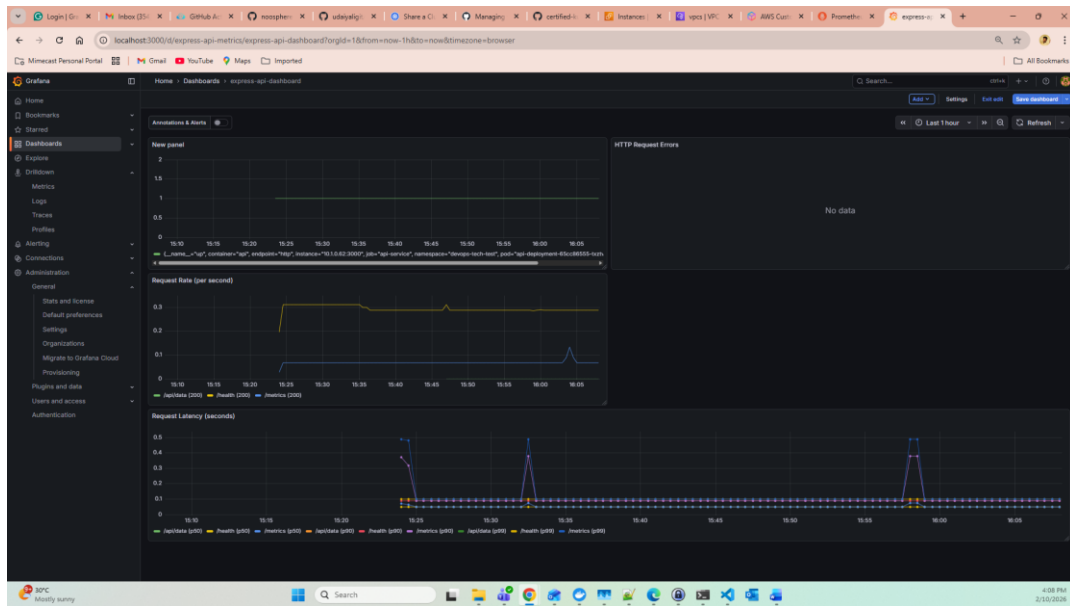 Login | Gr
Inbox (35
GitHub Ac
noosphere
udaiyaligh
Share a Cl
Managing
certified-k
Instances |
vpcs | VPC
AWS Cust
Promethe
express-ap
localhost:3000/d/express-api-metrics/express-api-dashboard?orgId=1&from=now-1h&to=now&timezone=browser
Mimecast Personal Portal
Gmail
YouTube
Maps
Imported
All Bookmarks
Grafana
Home > Dashboards > express-api-dashboard
Search...
ctrl+k
Home
Bookmarks
Starred
Dashboards
Explore
Drilldown
Metrics
Logs
Traces
Profiles
Alerting
Connections
Administration
General
Stats and license
Default preferences
Settings
Organizations
Migrate to Grafana Cloud
Provisioning
Plugins and data
Users and access
Authentication
Add
Settings
Exit edit
Save dashboard
Annotations & Alerts
Last 1 hour
Refresh
New panel
2
1.5
1
0.5
0
15:10 15:15 15:20 15:25 15:30 15:35 15:40 15:45 15:50 15:55 16:00 16:05
{__name__="up", container="api", endpoint="http", instance="10.1.0.62:3000", job="api-service", namespace="devops-tech-test", pod="api-deployment-
HTTP Request Errors
No data
Request Rate (per second)
0.3
0.2
0.1
0
15:10 15:15 15:20 15:25 15:30 15:35 15:40 15:45 15:50 15:55 16:00 16:05
/api/data (200) /health (200) /metrics (200)
Request Latency (seconds)
0.5
0.4
0.3
0.2
0.1
0
15:10 15:15 15:20 15:25 15:30 15:35 15:40 15:45 15:50 15:55 16:00 16:05
/api/data (p50) /health (p50) /metrics (p50) /api/data (p90) /health (p90) /metrics (p90) /api/data (p99) /health (p99) /metrics (p99)
30°C
Mostly sunny
Search
4:08 PM
2/10/2026